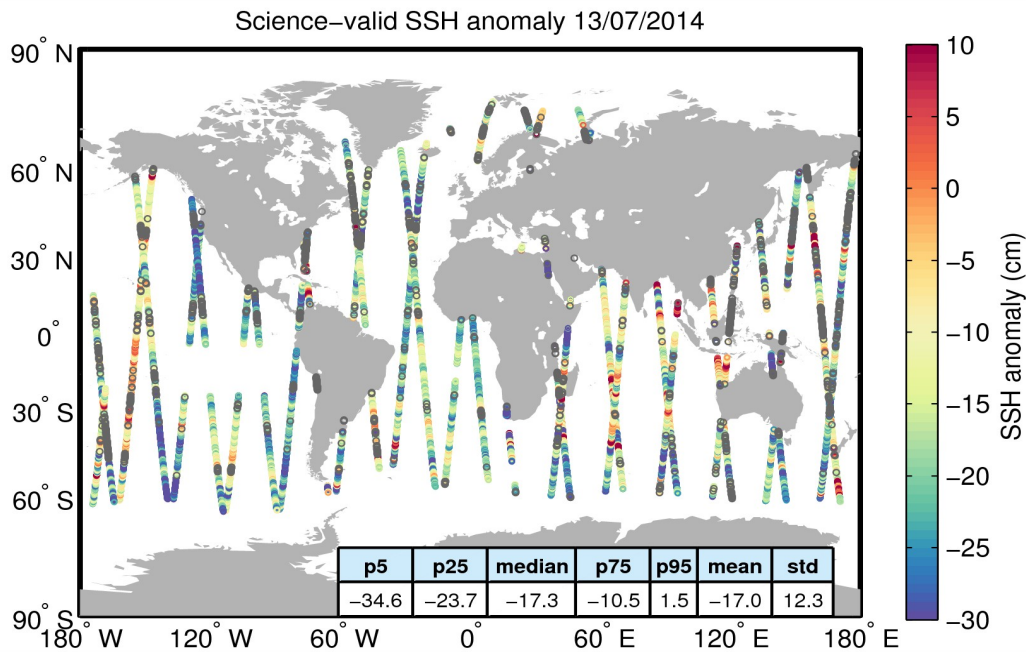 Science−valid SSH anomaly 13/07/2014
90° N
60° N
30° N
0°
30° S
60° S
90° S
180° W
120° W
60° W
0°
60° E
120° E
180° E
p5 p25 median p75 p95 mean std
−34.6 −23.7 −17.3 −10.5 1.5 −17.0 12.3
10
5
0
−5
−10
−15
−20
−25
−30
SSH anomaly (cm)